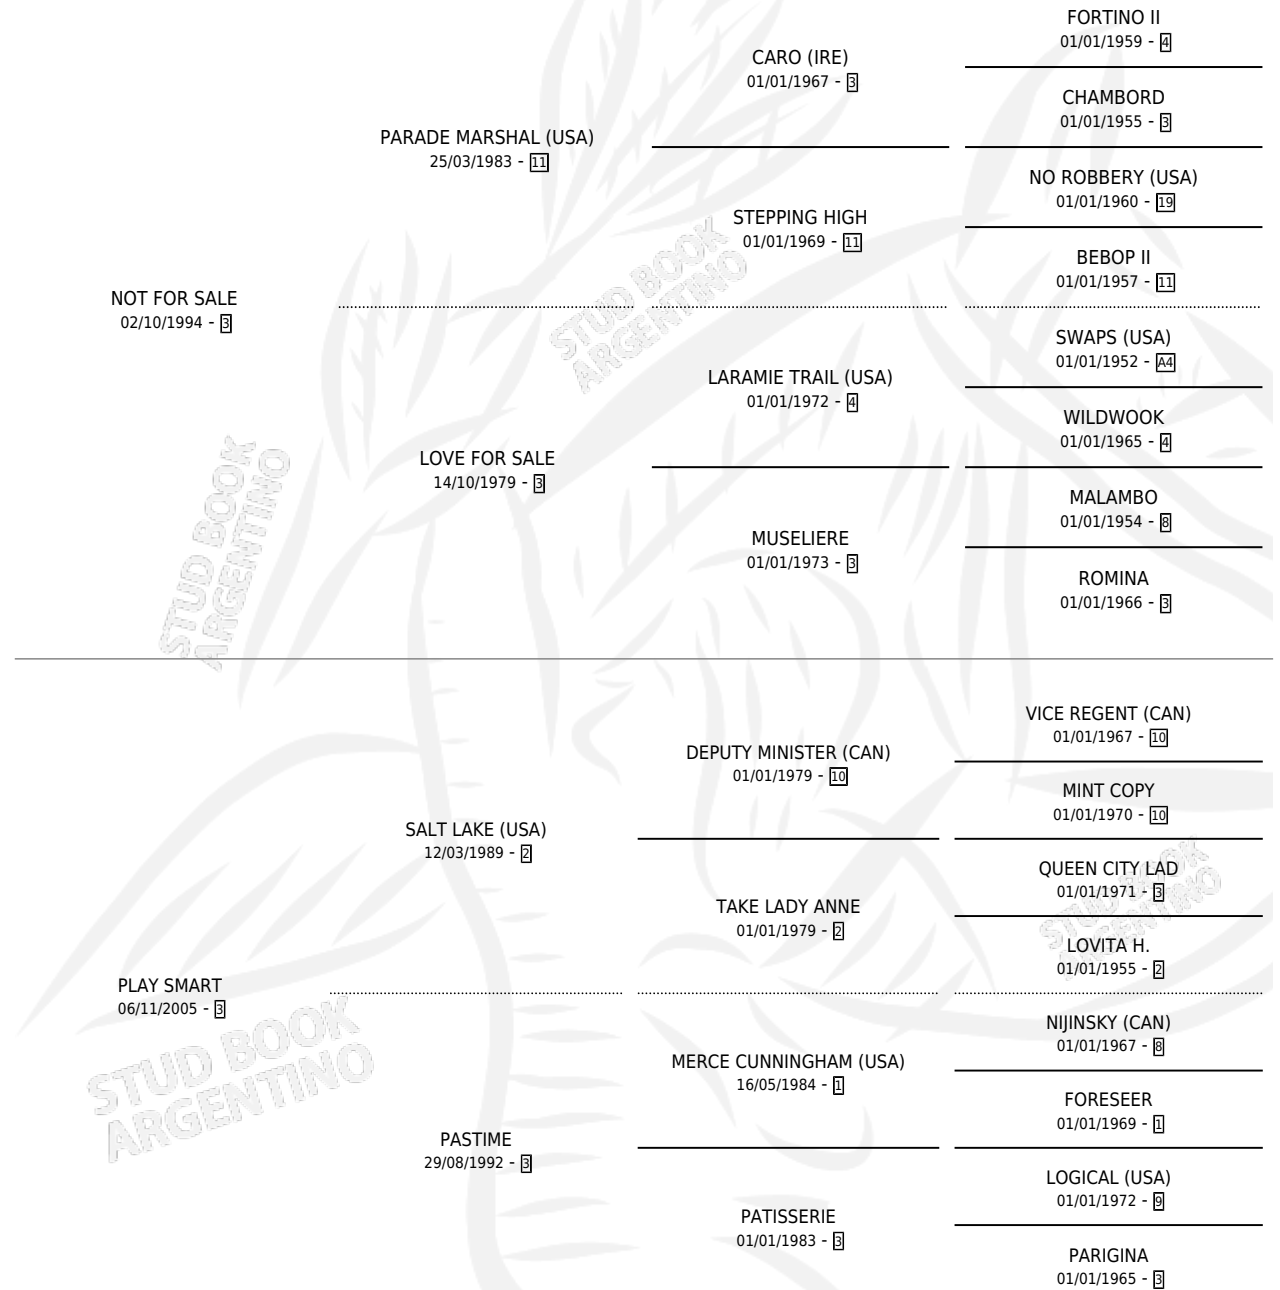 FORTINO II
01/01/1959 - 4
CARO (IRE)
01/01/1967 - 3
CHAMBORD
01/01/1955 - 3
PARADE MARSHAL (USA)
25/03/1983 - 11
NO ROBBERY (USA)
01/01/1960 - 19
STEPPING HIGH
01/01/1969 - 11
BEBOP II
01/01/1957 - 11
NOT FOR SALE
02/10/1994 - 3
SWAPS (USA)
01/01/1952 - A4
LARAMIE TRAIL (USA)
01/01/1972 - 4
WILDWOOK
01/01/1965 - 4
LOVE FOR SALE
14/10/1979 - 3
MALAMBO
01/01/1954 - 8
MUSELIERE
01/01/1973 - 3
ROMINA
01/01/1966 - 3
VICE REGENT (CAN)
01/01/1967 - 10
DEPUTY MINISTER (CAN)
01/01/1979 - 10
MINT COPY
01/01/1970 - 10
SALT LAKE (USA)
12/03/1989 - 2
QUEEN CITY LAD
01/01/1971 - 3
TAKE LADY ANNE
01/01/1979 - 2
LOVITA H.
01/01/1955 - 2
PLAY SMART
06/11/2005 - 3
NIJINSKY (CAN)
01/01/1967 - 8
MERCE CUNNINGHAM (USA)
16/05/1984 - 1
FORESEER
01/01/1969 - 1
PASTIME
29/08/1992 - 3
LOGICAL (USA)
01/01/1972 - 9
PATISSERIE
01/01/1983 - 3
PARIGINA
01/01/1965 - 3
STUD BOOK
ARGENTINO
STUD BOOK
ARGENTINO
STUD BOOK
ARGENTINO
STUD BOOK
ARGENTINO